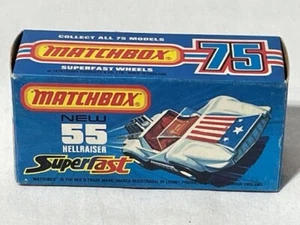 COLLECT ALL 75 MODELS
MATCHBOX
75
SUPERFAST WHEELS
MATCHBOX
NEW
55
HELLRAISER
SuperFast